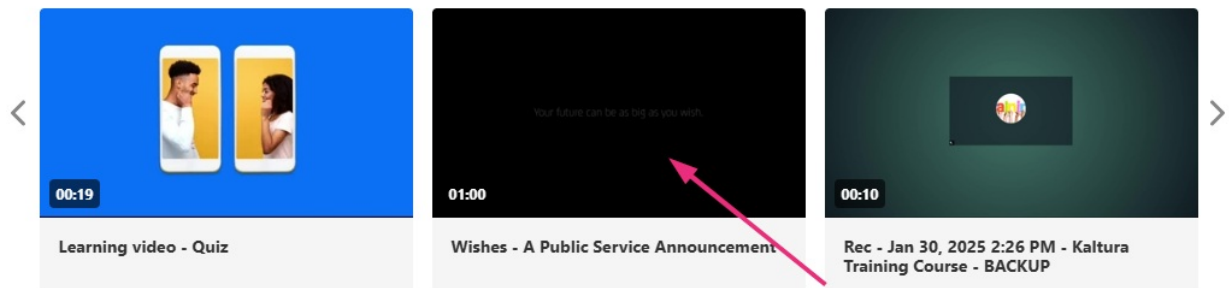 Your future can be as big as you wish.
00:19
01:00
00:10
Learning video - Quiz
Wishes - A Public Service Announcement
Rec - Jan 30, 2025 2:26 PM - Kaltura
Training Course - BACKUP